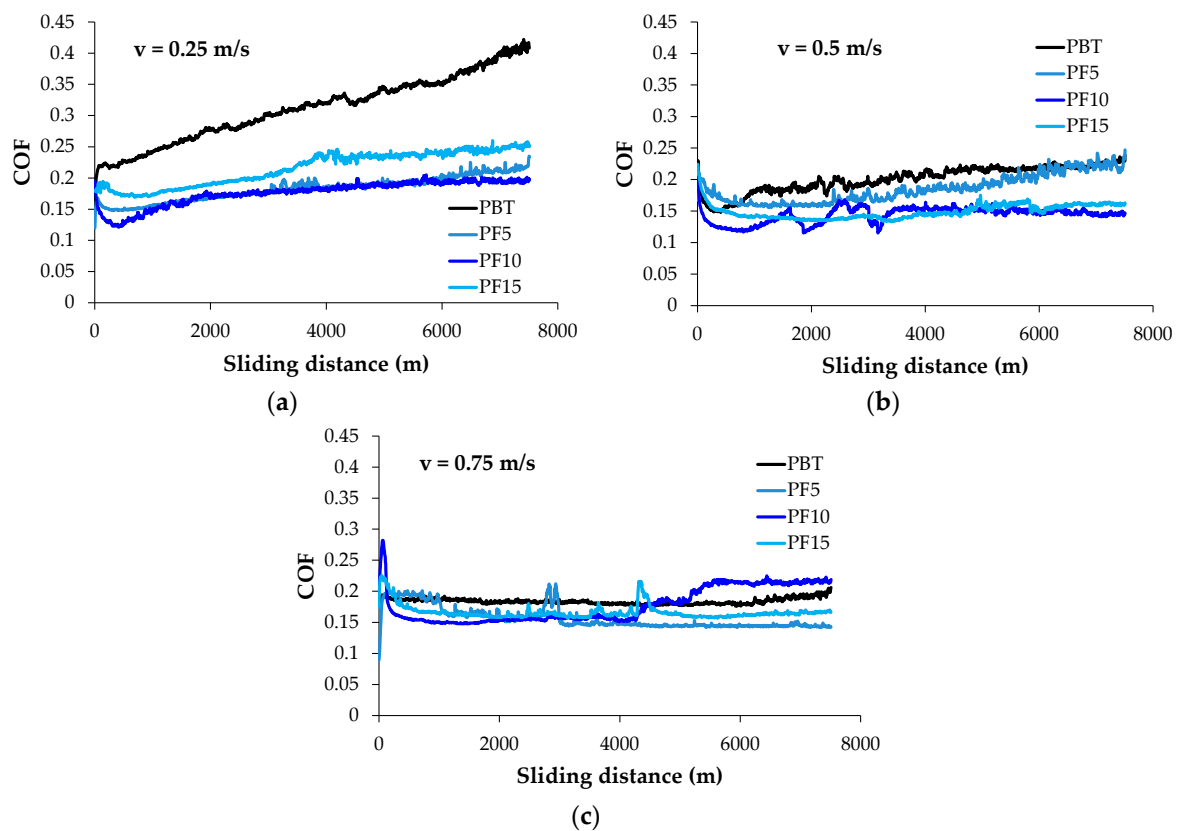 v = 0.25 m/s
COF
0.45
0.4
0.35
0.3
0.25
0.2
0.15
0.1
0.05
0
PBT
PF5
PF10
PF15
0 2000 4000 6000 8000
Sliding distance (m)
(a)
v = 0.5 m/s
COF
0.45
0.4
0.35
0.3
0.25
0.2
0.15
0.1
0.05
0
PBT
PF5
PF10
PF15
0 2000 4000 6000 8000
Sliding distance (m)
(b)
v = 0.75 m/s
COF
0.45
0.4
0.35
0.3
0.25
0.2
0.15
0.1
0.05
0
PBT
PF5
PF10
PF15
0 2000 4000 6000 8000
Sliding distance (m)
(c)